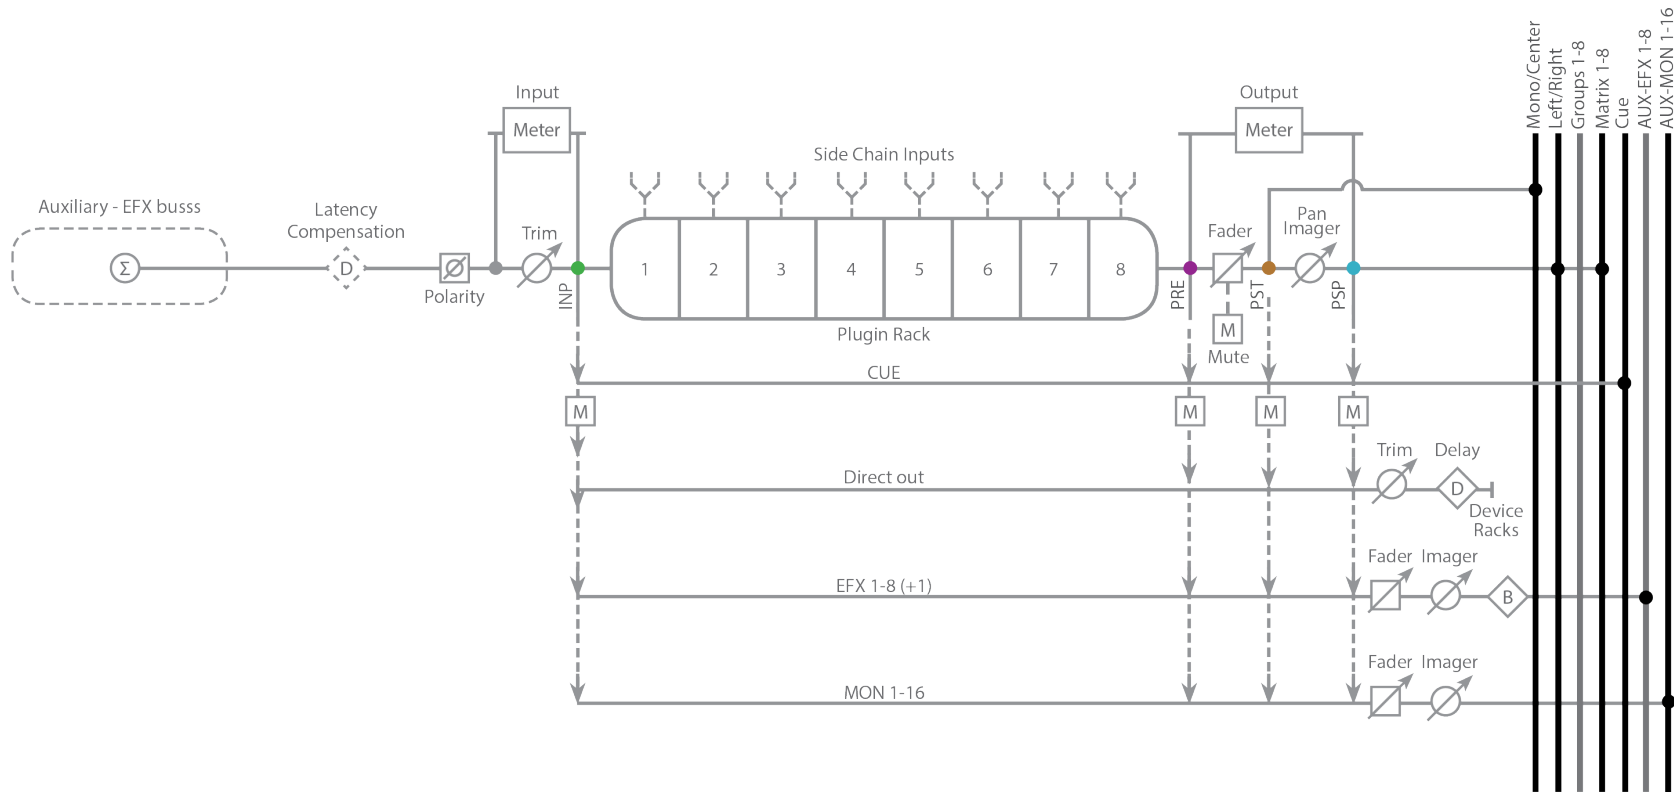 Mono/Center
Left/Right
Groups 1-8
Matrix 1-8
Cue
AUX-EFX 1-8
AUX-MON 1-16
Input
Meter
Output
Meter
Side Chain Inputs
Auxiliary - EFX busss
Σ
Latency
Compensation
D
Polarity
Trim
INP
1
2
3
4
5
6
7
8
Plugin Rack
PRE
Fader
M
Mute
PST
Pan
Imager
PSP
CUE
M
M
M
M
Direct out
Trim
Delay
D
Device
Racks
EFX 1-8 (+1)
Fader
Imager
B
MON 1-16
Fader
Imager